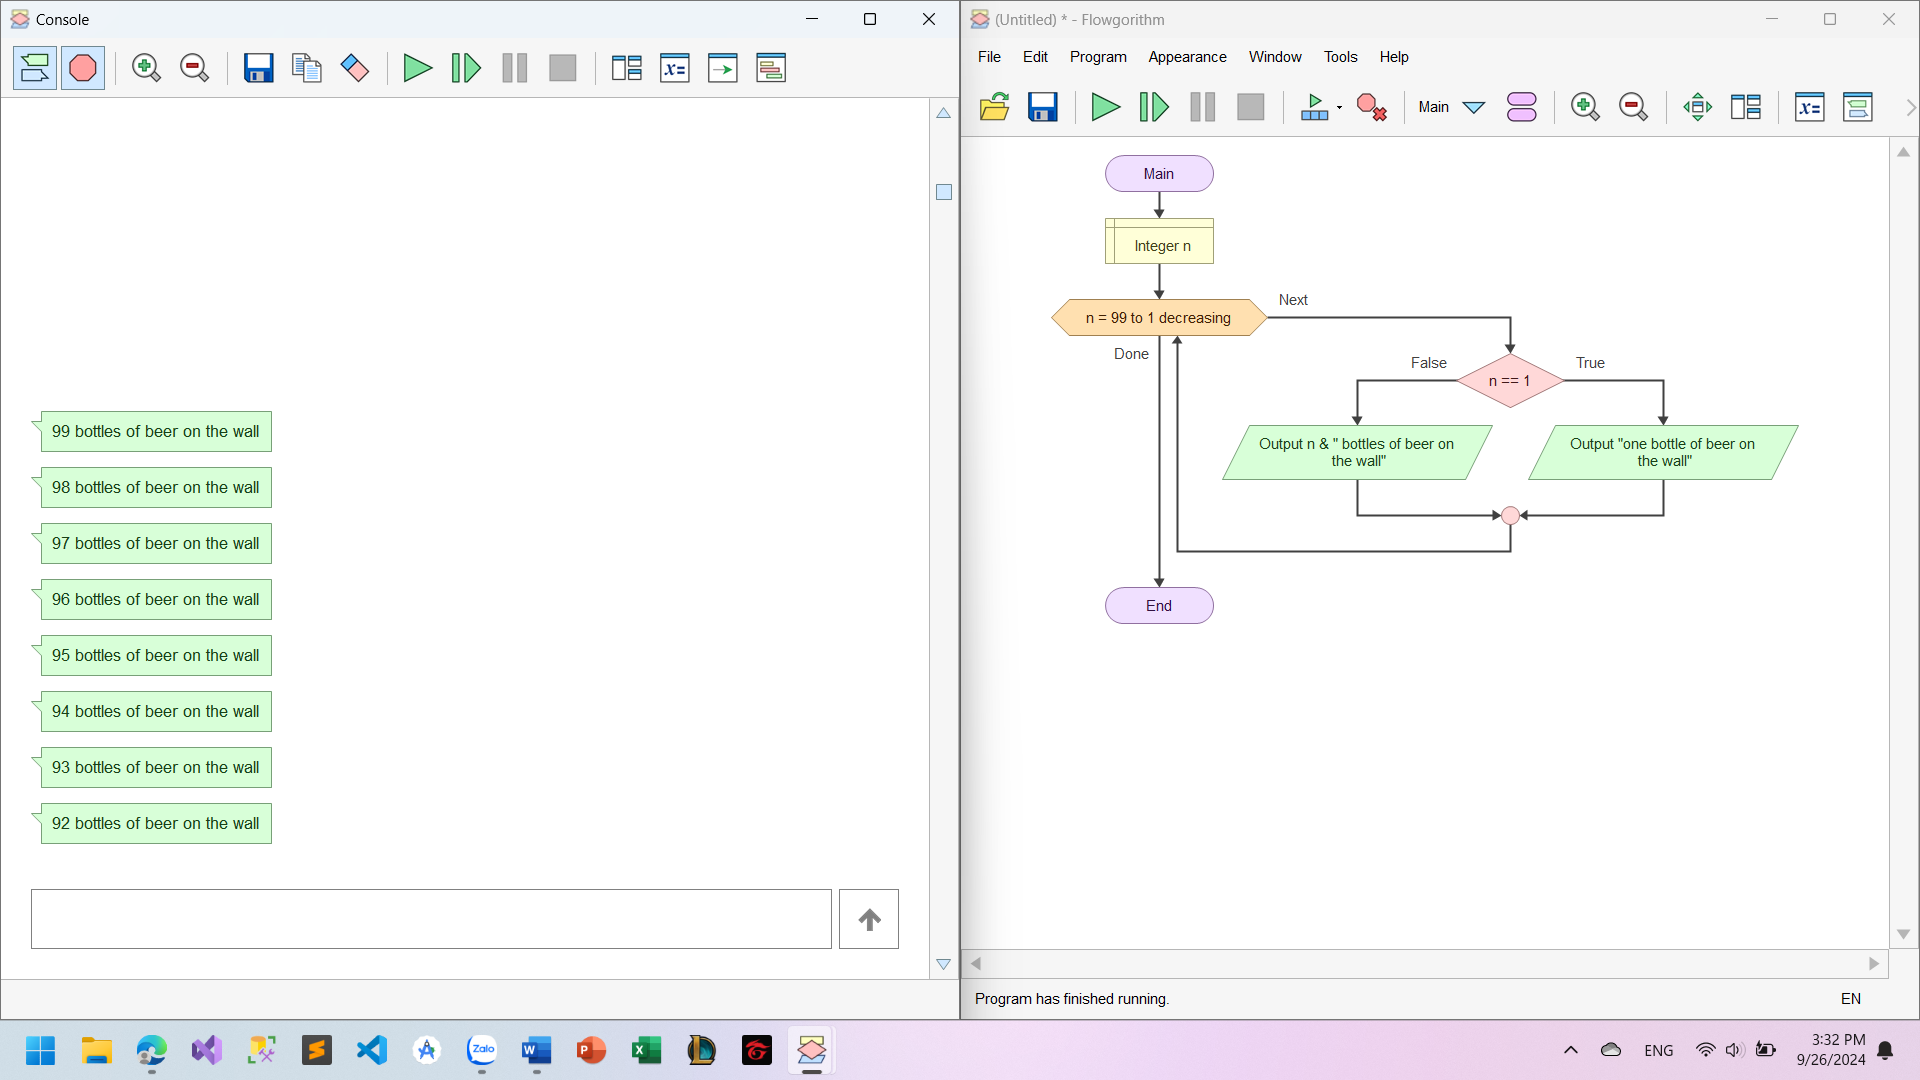 Console
99 bottles of beer on the wall
98 bottles of beer on the wall
97 bottles of beer on the wall
96 bottles of beer on the wall
95 bottles of beer on the wall
94 bottles of beer on the wall
93 bottles of beer on the wall
92 bottles of beer on the wall
(Untitled) * - Flowgorithm
File Edit Program Appearance Window Tools Help
Main
x=
x=
Main
Integer n
n = 99 to 1 decreasing
Next
Done
False
n == 1
True
Output n & " bottles of beer on
the wall"
Output "one bottle of beer on
the wall"
End
Program has finished running.
EN
Zalo
W
P
X
ENG
3:32 PM
9/26/2024